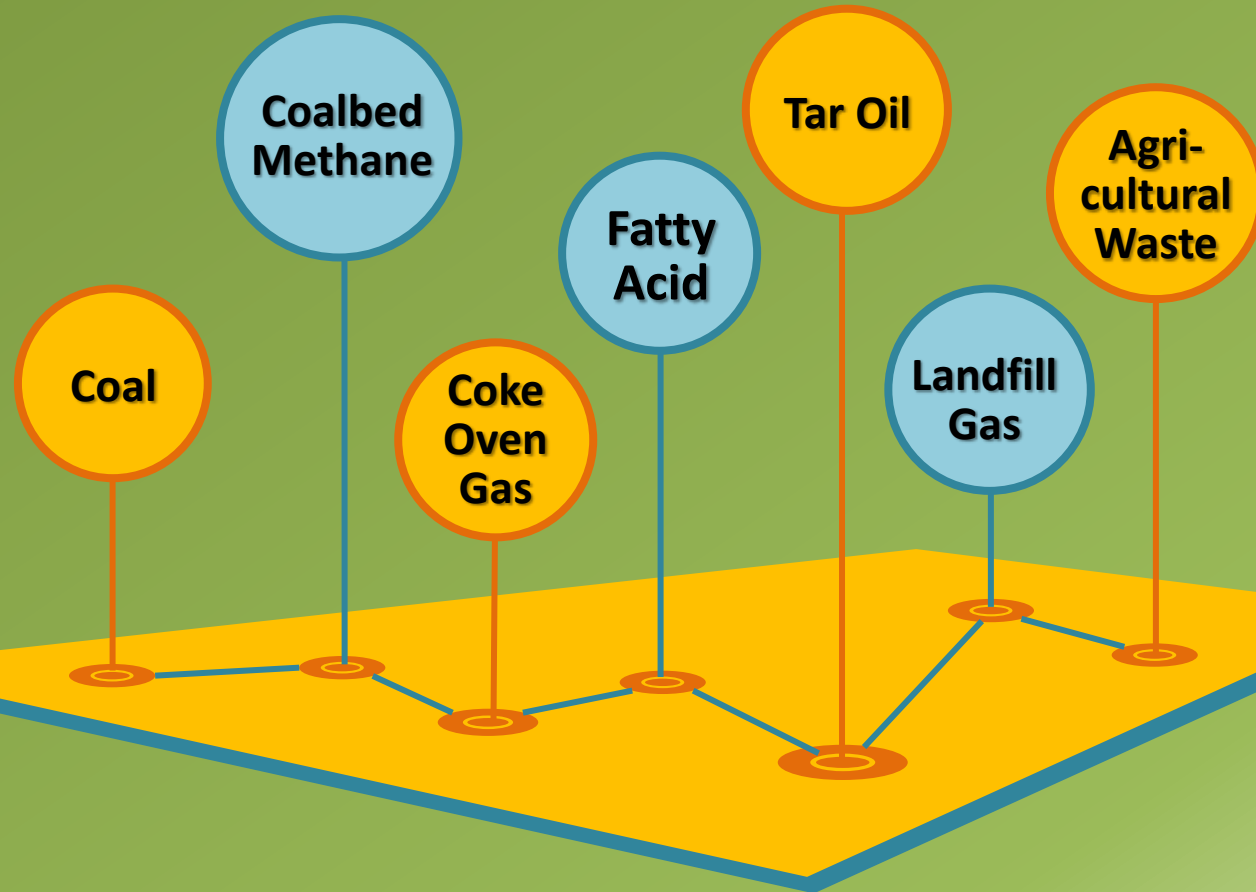 Coal
Coalbed
Methane
Coke
Oven
Gas
Fatty
Acid
Tar Oil
Landfill
Gas
Agri-
cultural
Waste